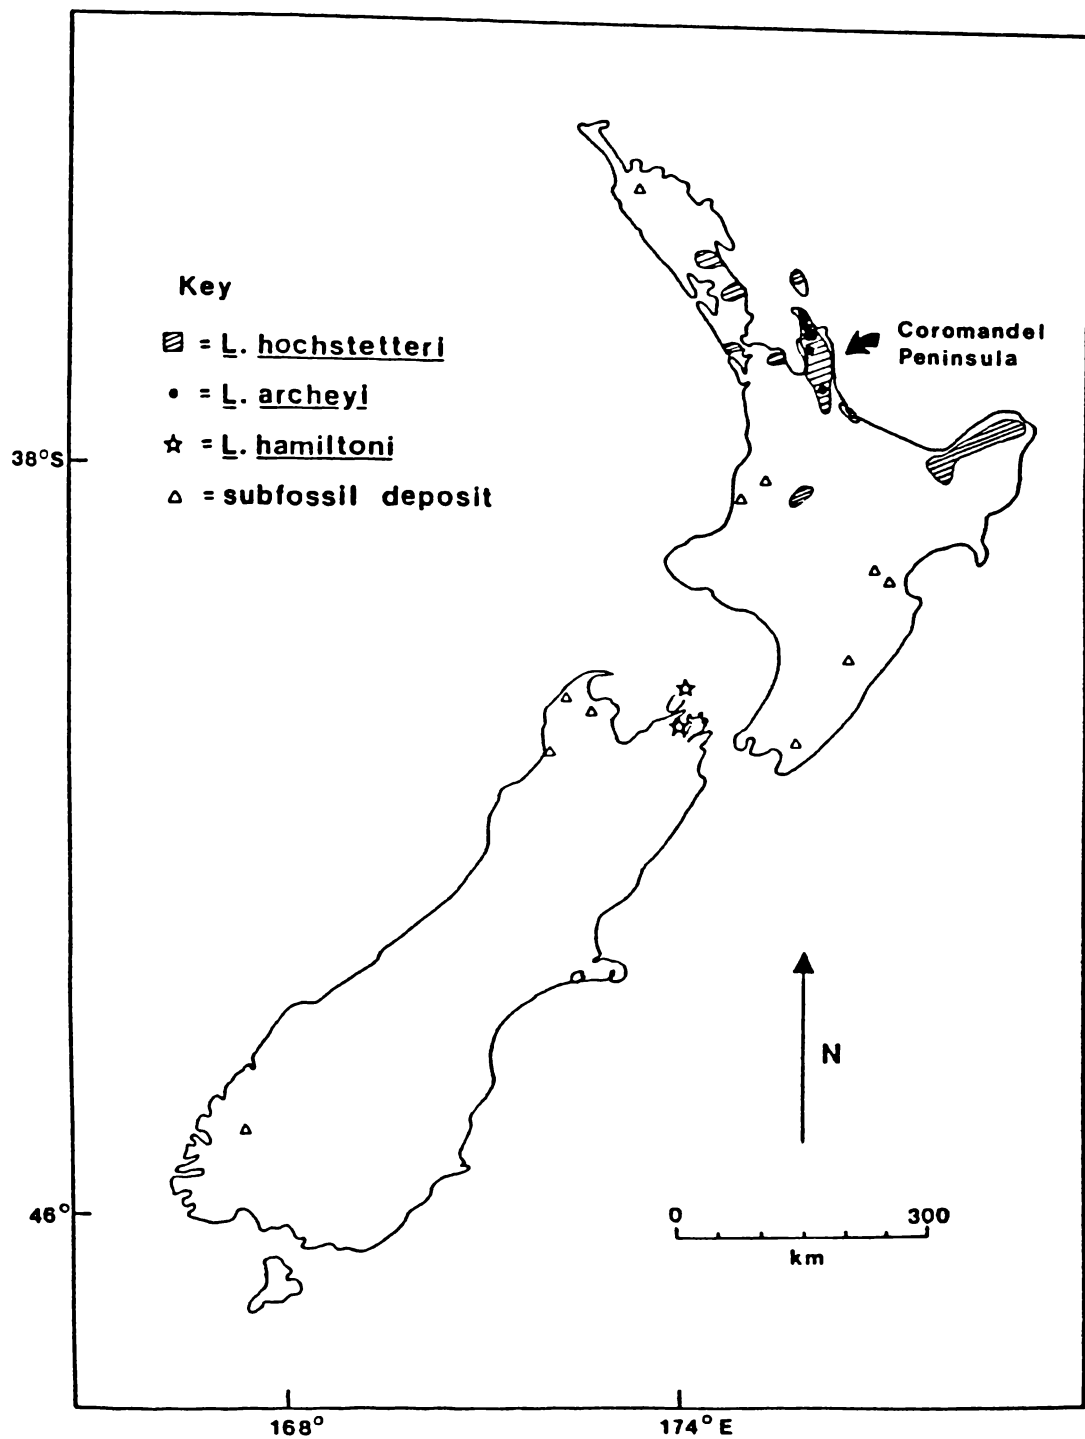 Key
= L. hochstetteri
= L. archeyi
= L. hamiltoni
= subfossil deposit
Coromandel
Peninsula
38°S
46°
N
0 300
km
168°
174°E